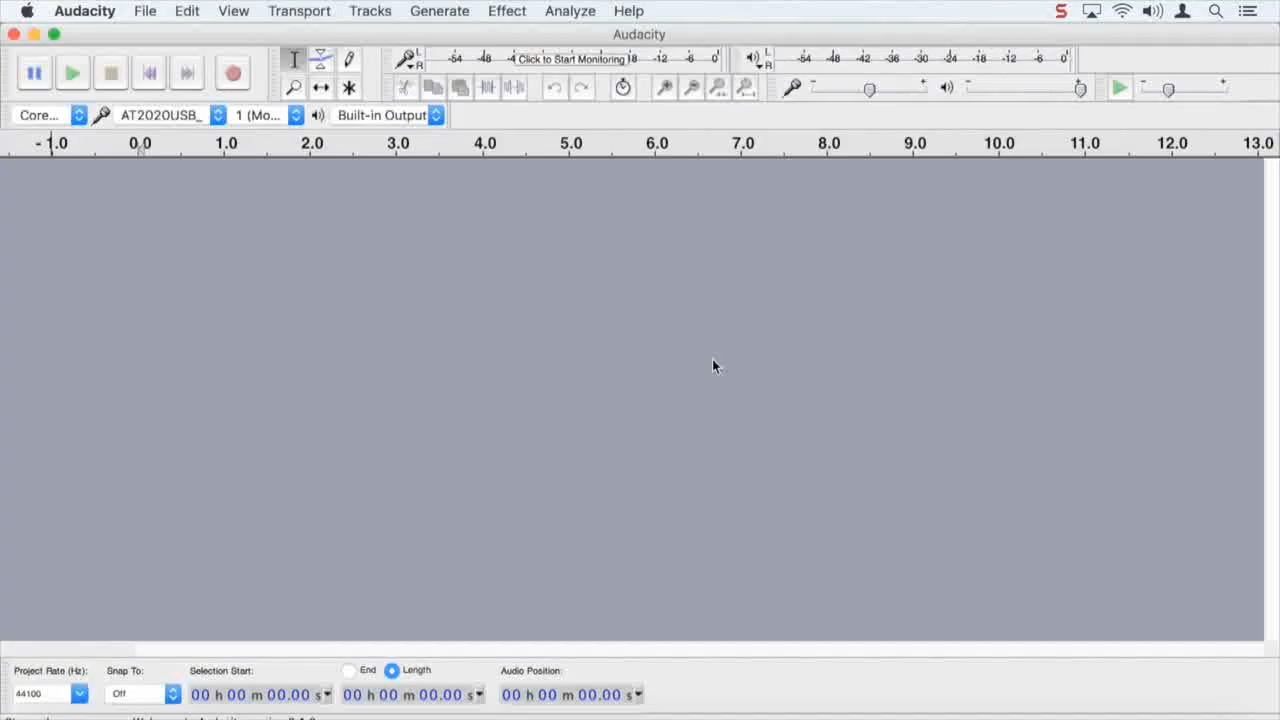 Audacity File Edit View Transport Tracks Generate Effect Analyze Help S
Audacity
L R -54 -48 -4 Click to Start Monitoring 18 -12 -6 0 L R -54 -48 -42 -36 -30 -24 -18 -12 -6 0
- + - + - +
Core... AT2020USB_ 1 (Mo... Built-in Output
-1.0 0.0 1.0 2.0 3.0 4.0 5.0 6.0 7.0 8.0 9.0 10.0 11.0 12.0 13.0
Project Rate (Hz): Snap To: Selection Start: End Length Audio Position:
44100 Off 00 h 00 m 00.00 s 00 h 00 m 00.00 s 00 h 00 m 00.00 s